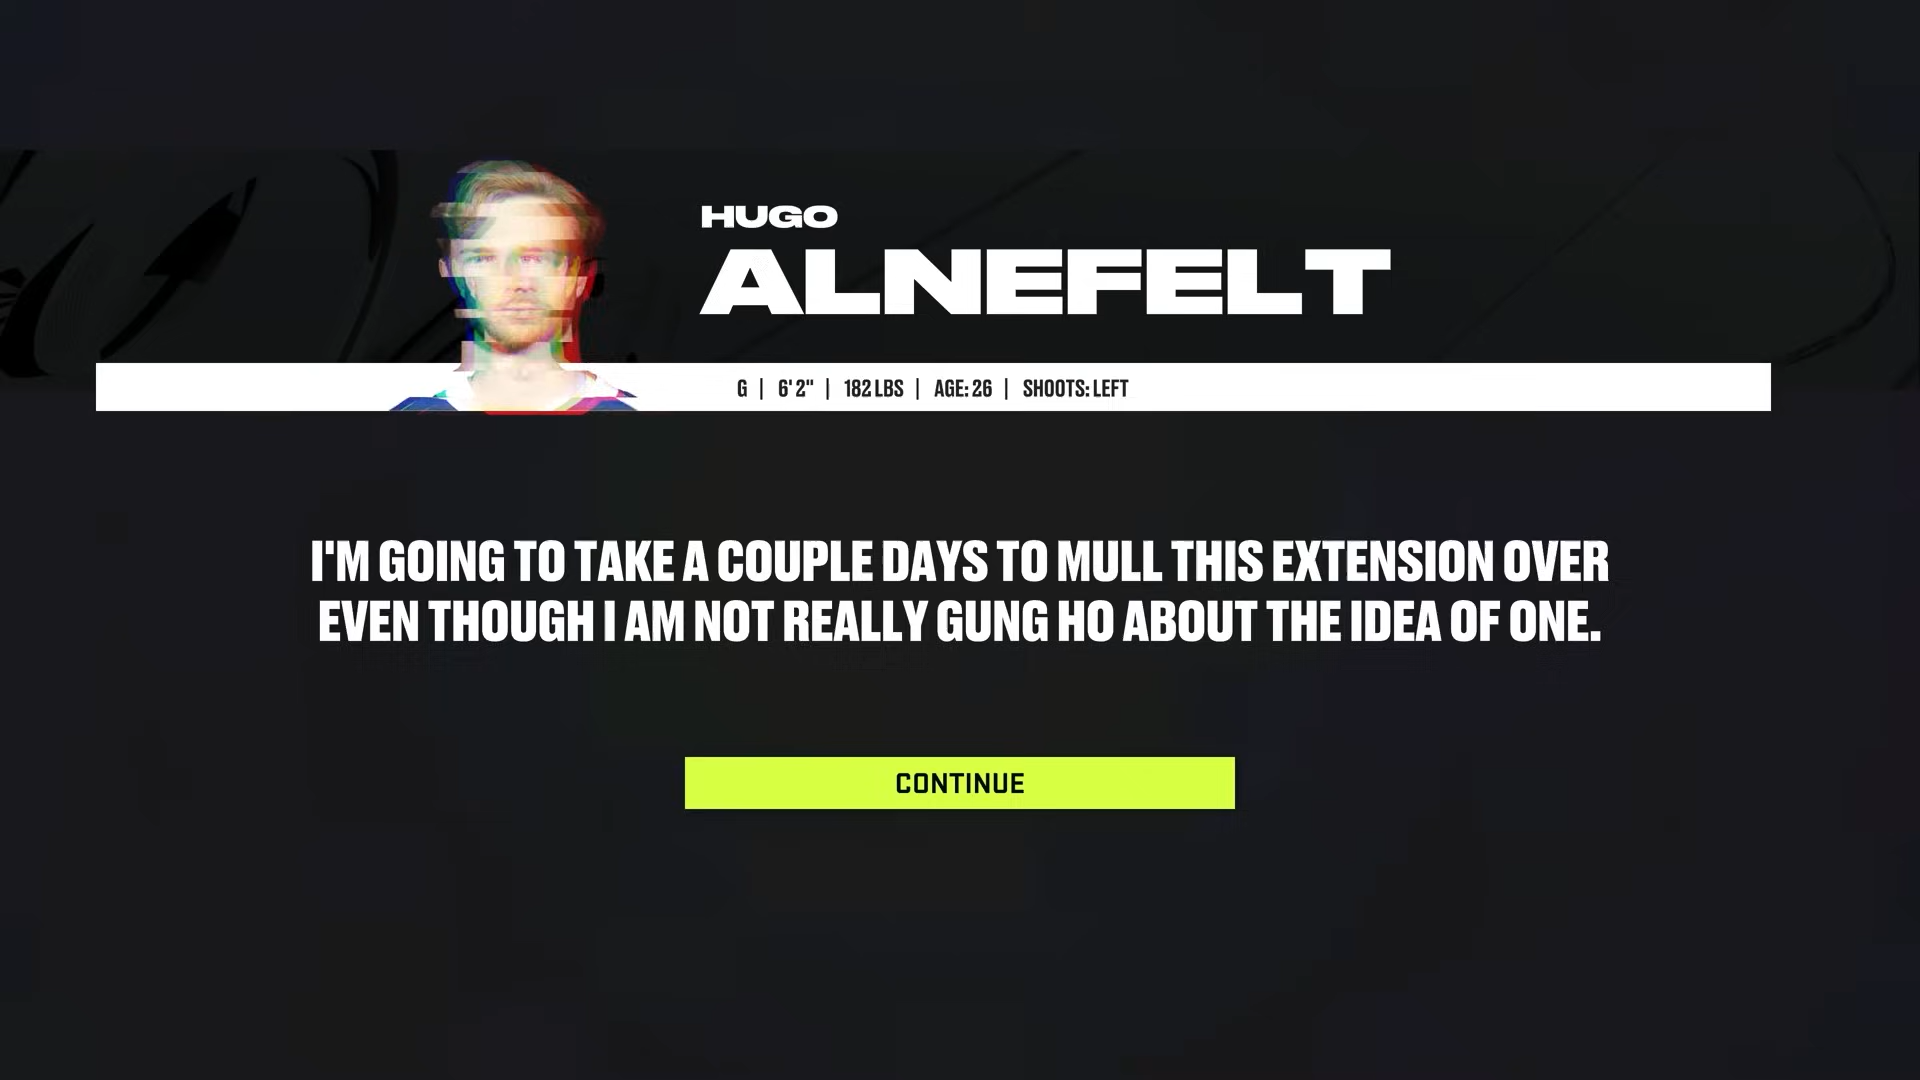 HUGO
ALNEFELT
G | 6' 2" | 182 LBS | AGE: 26 | SHOOTS: LEFT
I'M GOING TO TAKE A COUPLE DAYS TO MULL THIS EXTENSION OVER
EVEN THOUGH I AM NOT REALLY GUNG HO ABOUT THE IDEA OF ONE.
CONTINUE